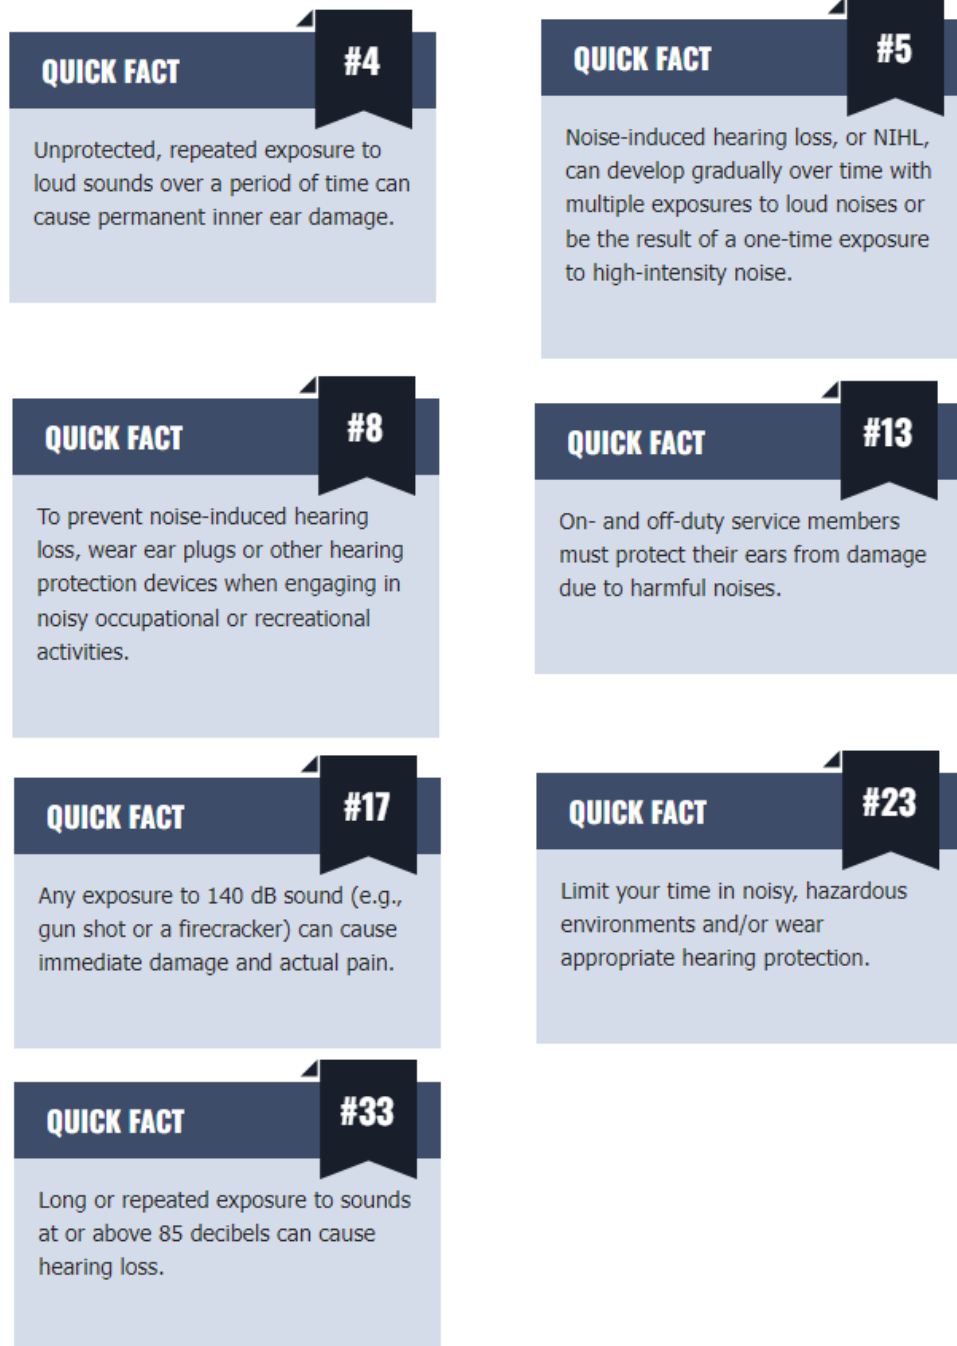 QUICK FACT
#4
Unprotected, repeated exposure to
loud sounds over a period of time can
cause permanent inner ear damage.
QUICK FACT
#5
Noise-induced hearing loss, or NIHL,
can develop gradually over time with
multiple exposures to loud noises or
be the result of a one-time exposure
to high-intensity noise.
QUICK FACT
#8
To prevent noise-induced hearing
loss, wear ear plugs or other hearing
protection devices when engaging in
noisy occupational or recreational
activities.
QUICK FACT
#13
On- and off-duty service members
must protect their ears from damage
due to harmful noises.
QUICK FACT
#17
Any exposure to 140 dB sound (e.g.,
gun shot or a firecracker) can cause
immediate damage and actual pain.
QUICK FACT
#23
Limit your time in noisy, hazardous
environments and/or wear
appropriate hearing protection.
QUICK FACT
#33
Long or repeated exposure to sounds
at or above 85 decibels can cause
hearing loss.